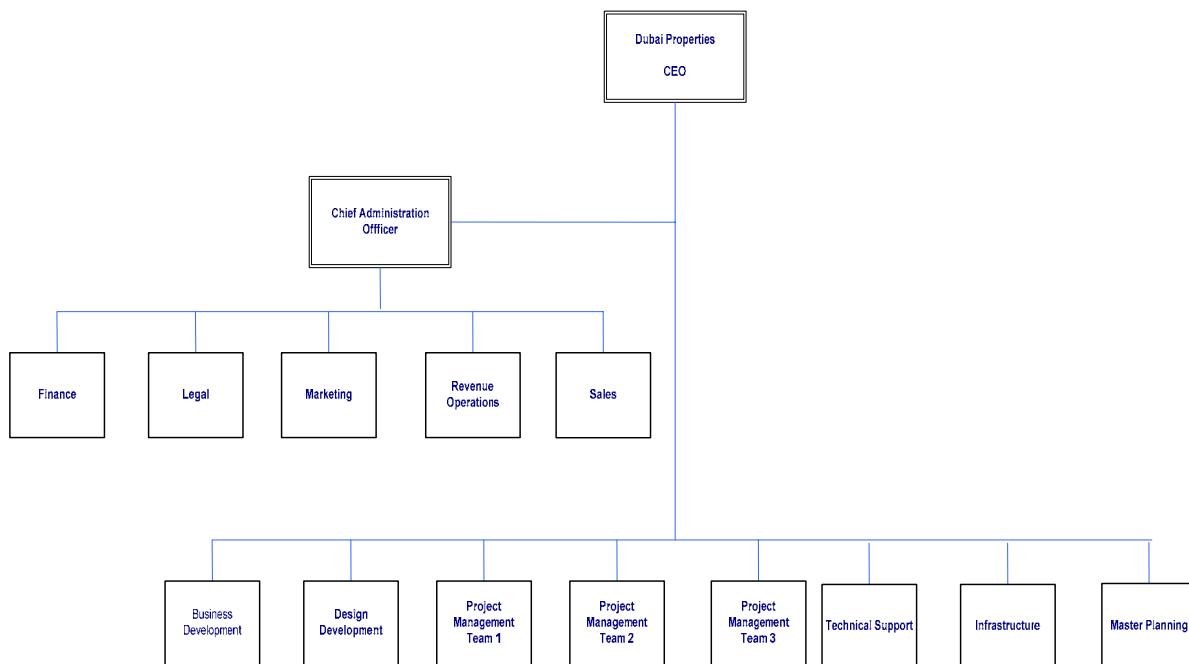 Dubai Properties
CEO
Chief Administration
Offficer
Finance
Legal
Marketing
Revenue
Operations
Sales
Business
Development
Design
Development
Project
Management
Team 1
Project
Management
Team 2
Project
Management
Team 3
Technical Support
Infrastructure
Master Planning